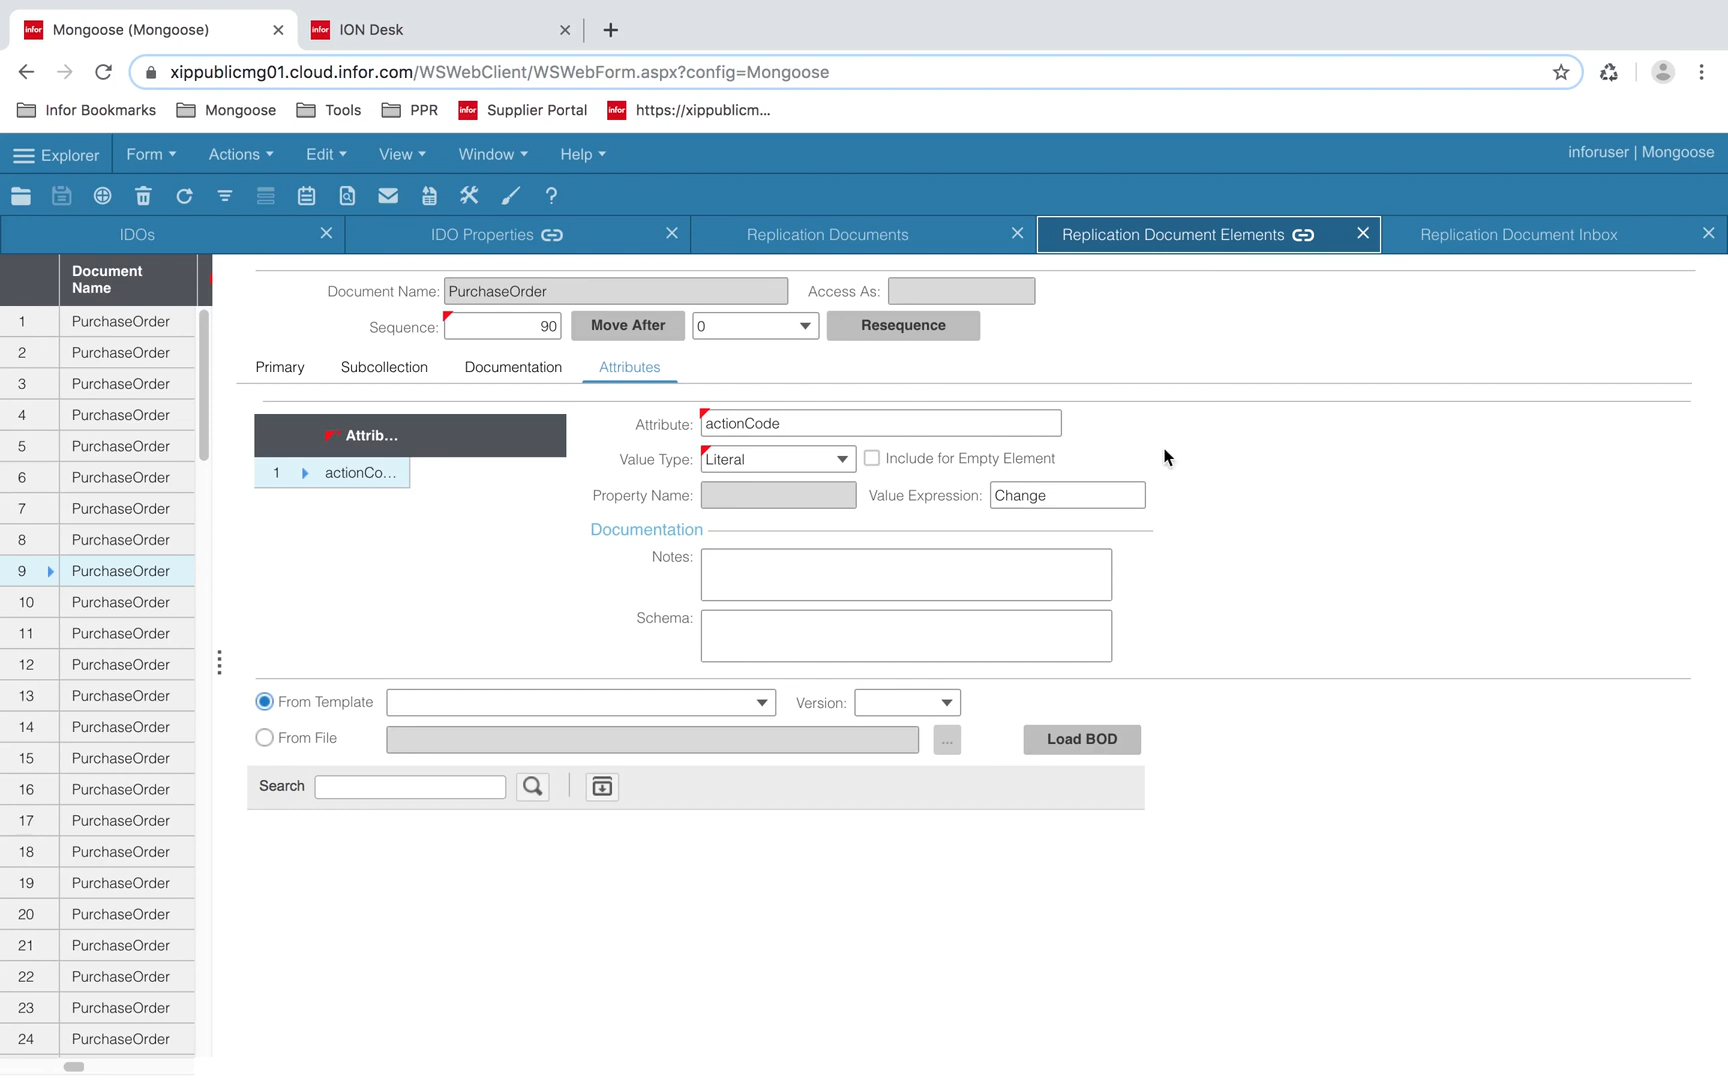 infor Mongoose (Mongoose)
infor ION Desk
xippublicmg01.cloud.infor.com/WSWebClient/WSWebForm.aspx?config=Mongoose
Infor Bookmarks Mongoose Tools PPR infor Supplier Portal infor https://xippublicm...
Explorer Form Actions Edit View Window Help inforuser | Mongoose
IDOs IDO Properties Replication Documents Replication Document Elements Replication Document Inbox
Document
Name
1 PurchaseOrder
2 PurchaseOrder
3 PurchaseOrder
4 PurchaseOrder
5 PurchaseOrder
6 PurchaseOrder
7 PurchaseOrder
8 PurchaseOrder
9 PurchaseOrder
10 PurchaseOrder
11 PurchaseOrder
12 PurchaseOrder
13 PurchaseOrder
14 PurchaseOrder
15 PurchaseOrder
16 PurchaseOrder
17 PurchaseOrder
18 PurchaseOrder
19 PurchaseOrder
20 PurchaseOrder
21 PurchaseOrder
22 PurchaseOrder
23 PurchaseOrder
24 PurchaseOrder
Document Name: PurchaseOrder Access As:
Sequence: 90 Move After 0 Resequence
Primary Subcollection Documentation Attributes
Attrib...
1 actionCo...
Attribute: actionCode
Value Type: Literal Include for Empty Element
Property Name: Value Expression: Change
Documentation
Notes:
Schema:
From Template Version:
From File ... Load BOD
Search